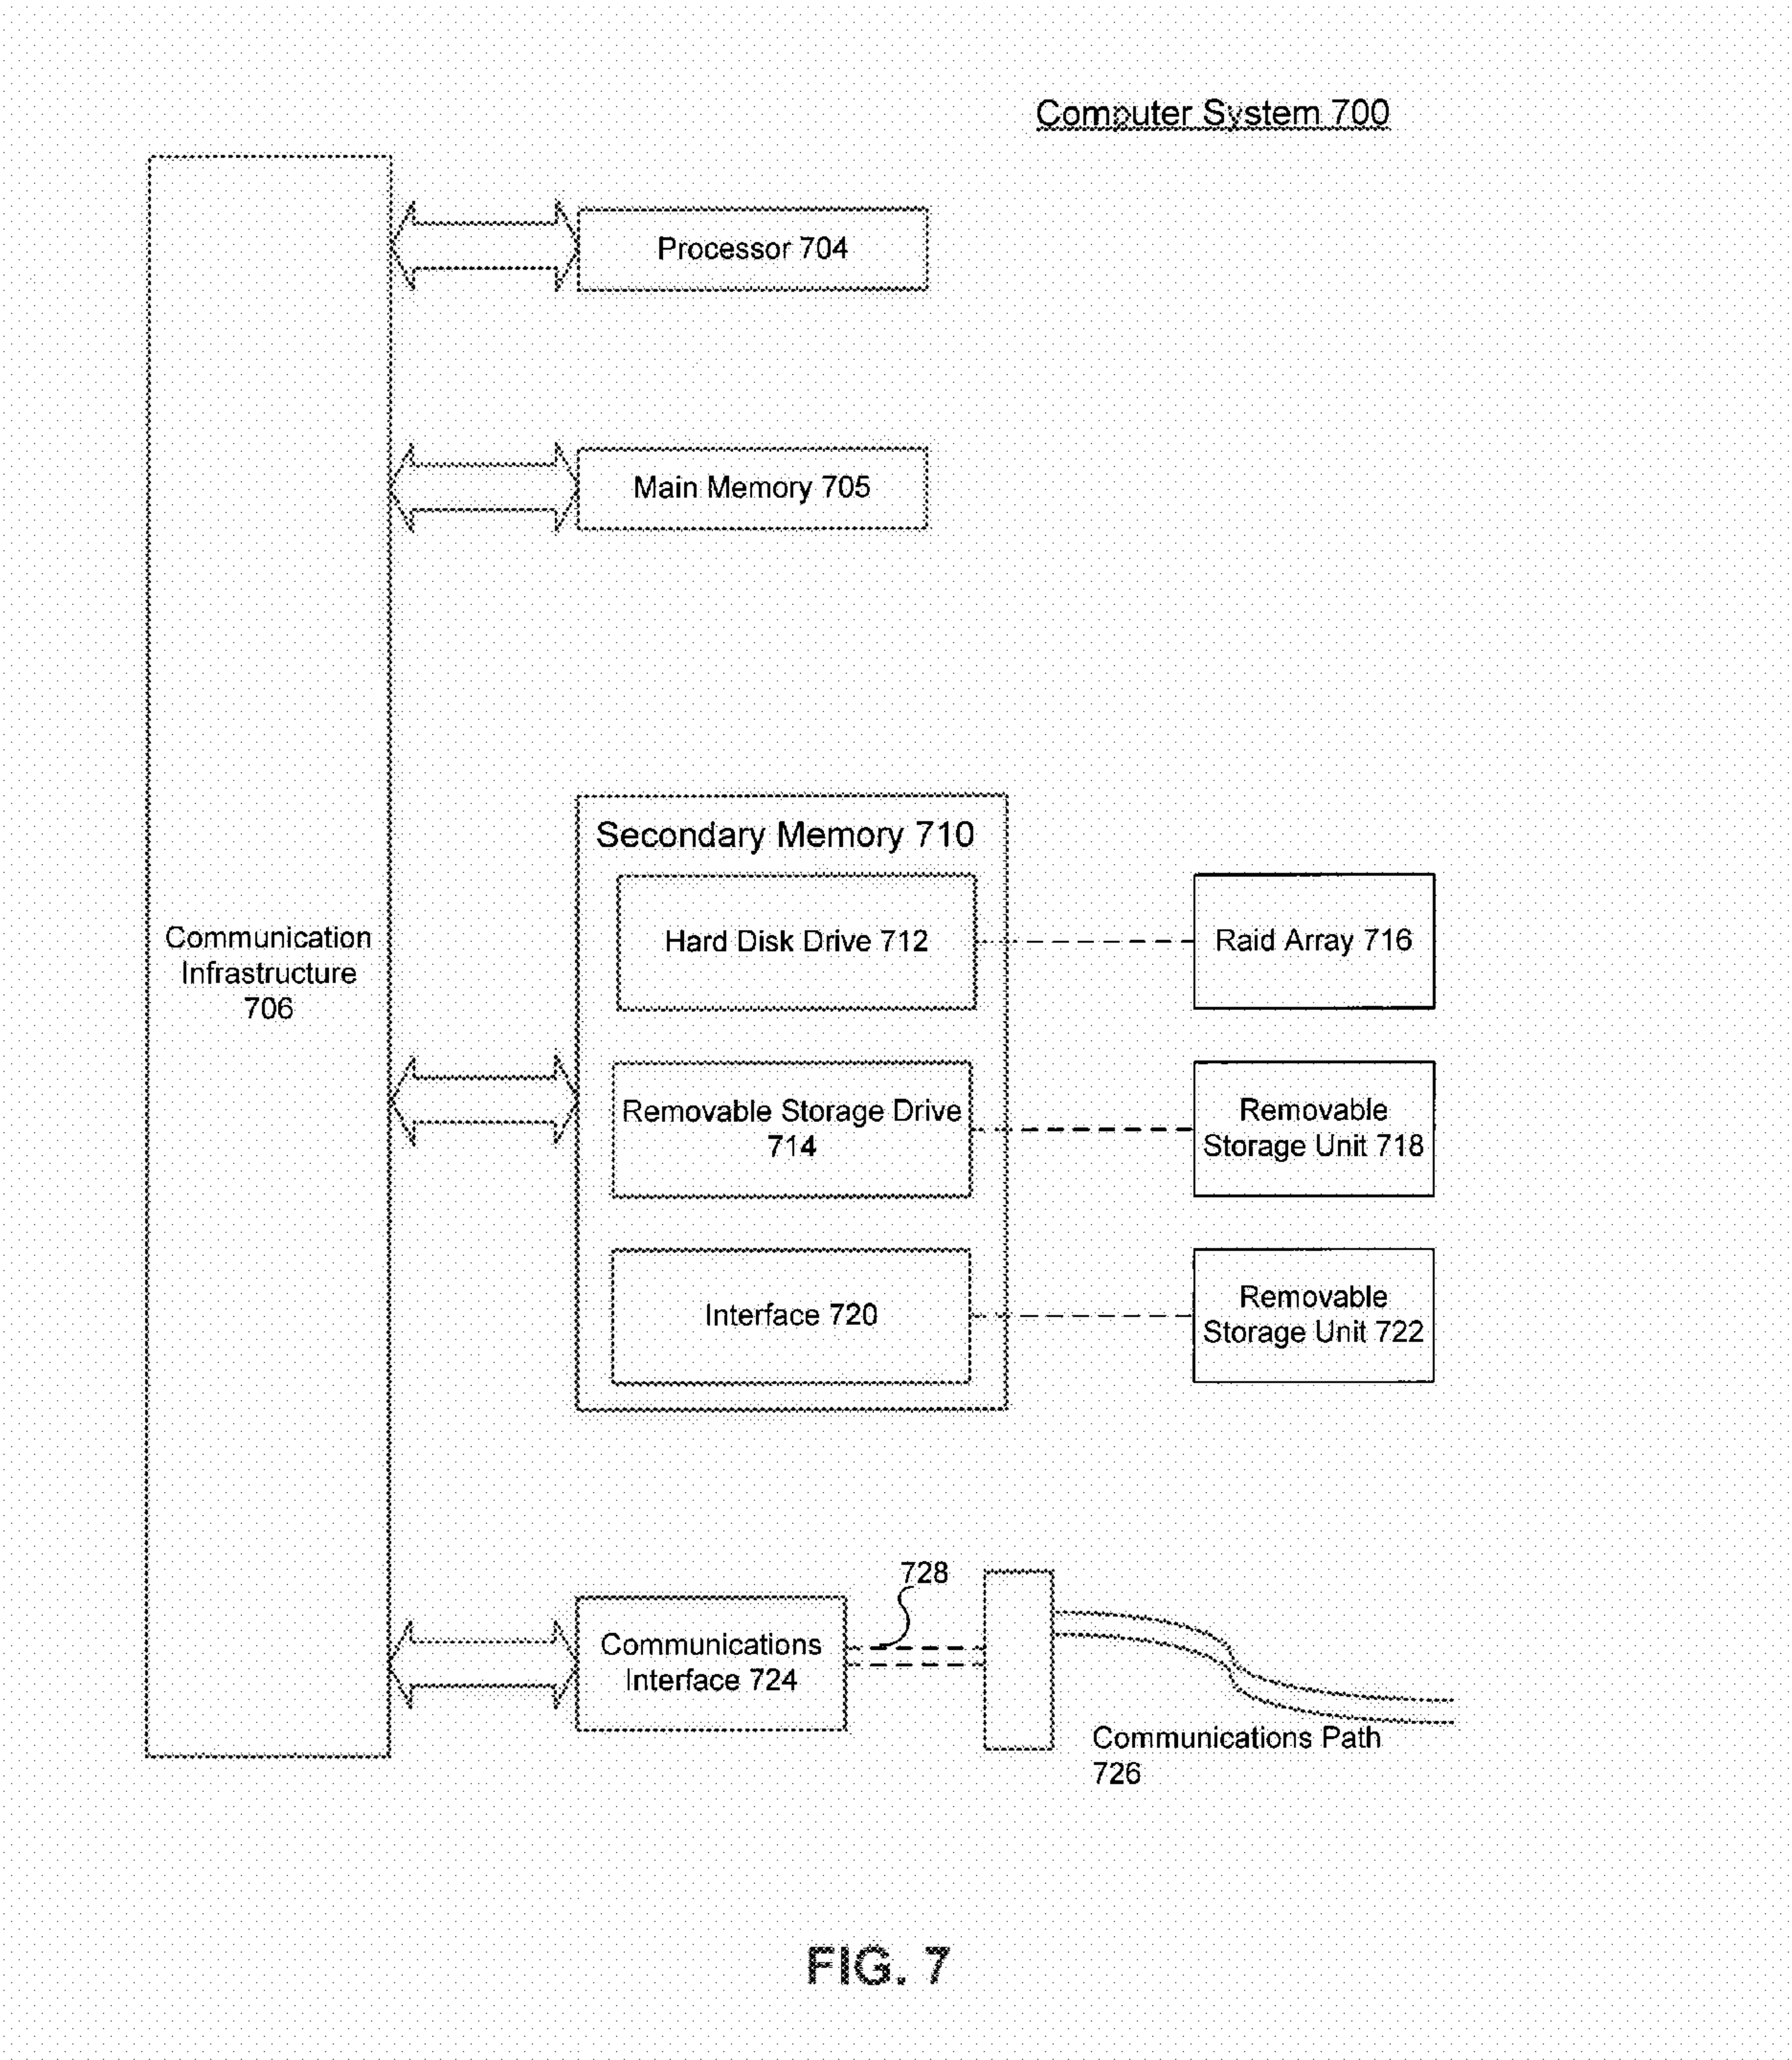 Computer System 700
Processor 704
Main Memory 705
Secondary Memory 710
Hard Disk Drive 712
Raid Array 716
Communication
Infrastructure
706
Removable Storage Drive
714
Removable
Storage Unit 718
Interface 720
Removable
Storage Unit 722
728
Communications
Interface 724
Communications Path
726
FIG. 7